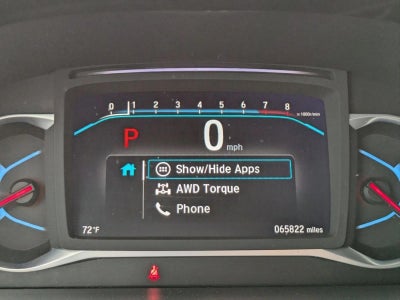 0 1 2 3 4 5 6 7 8 x 1000r/min
P 0 mph
Show/Hide Apps
AWD Torque
Phone
72°F 065822 miles